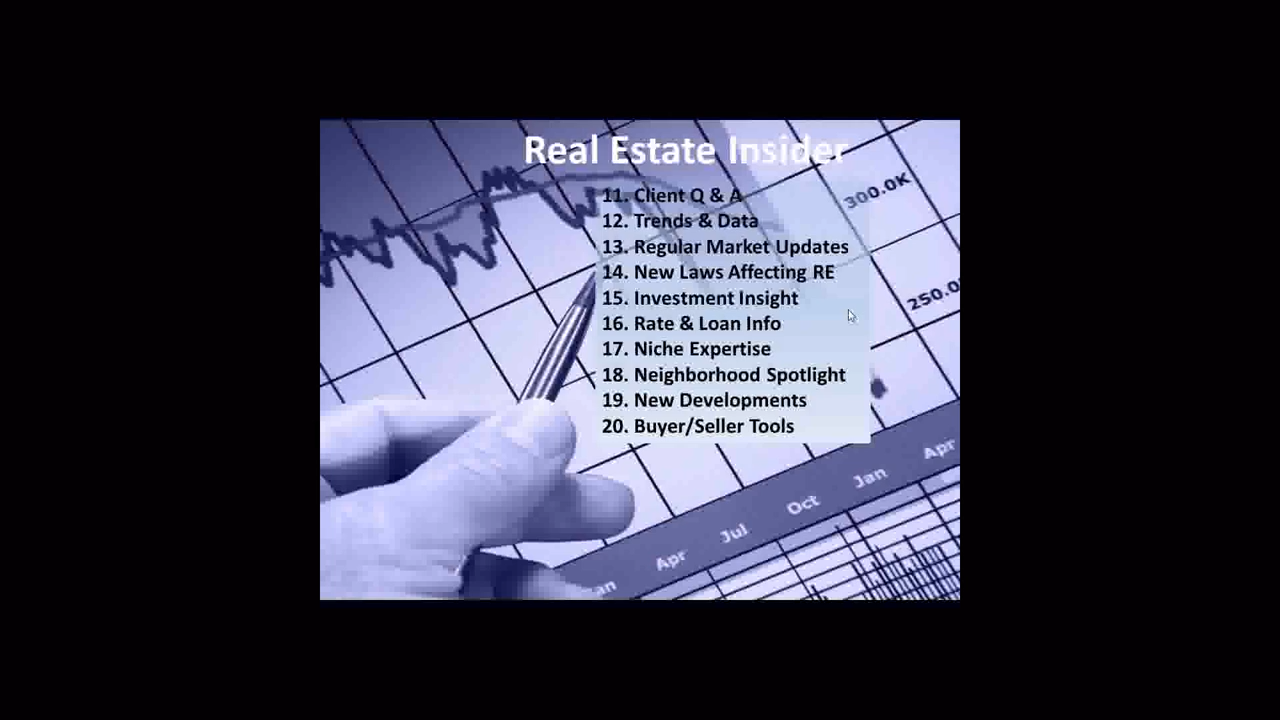 Real Estate Insider
11. Client Q & A
12. Trends & Data
13. Regular Market Updates
14. New Laws Affecting RE
15. Investment Insight
16. Rate & Loan Info
17. Niche Expertise
18. Neighborhood Spotlight
19. New Developments
20. Buyer/Seller Tools
300.0K
250.0
Apr
Jul
Oct
Jan
Apr